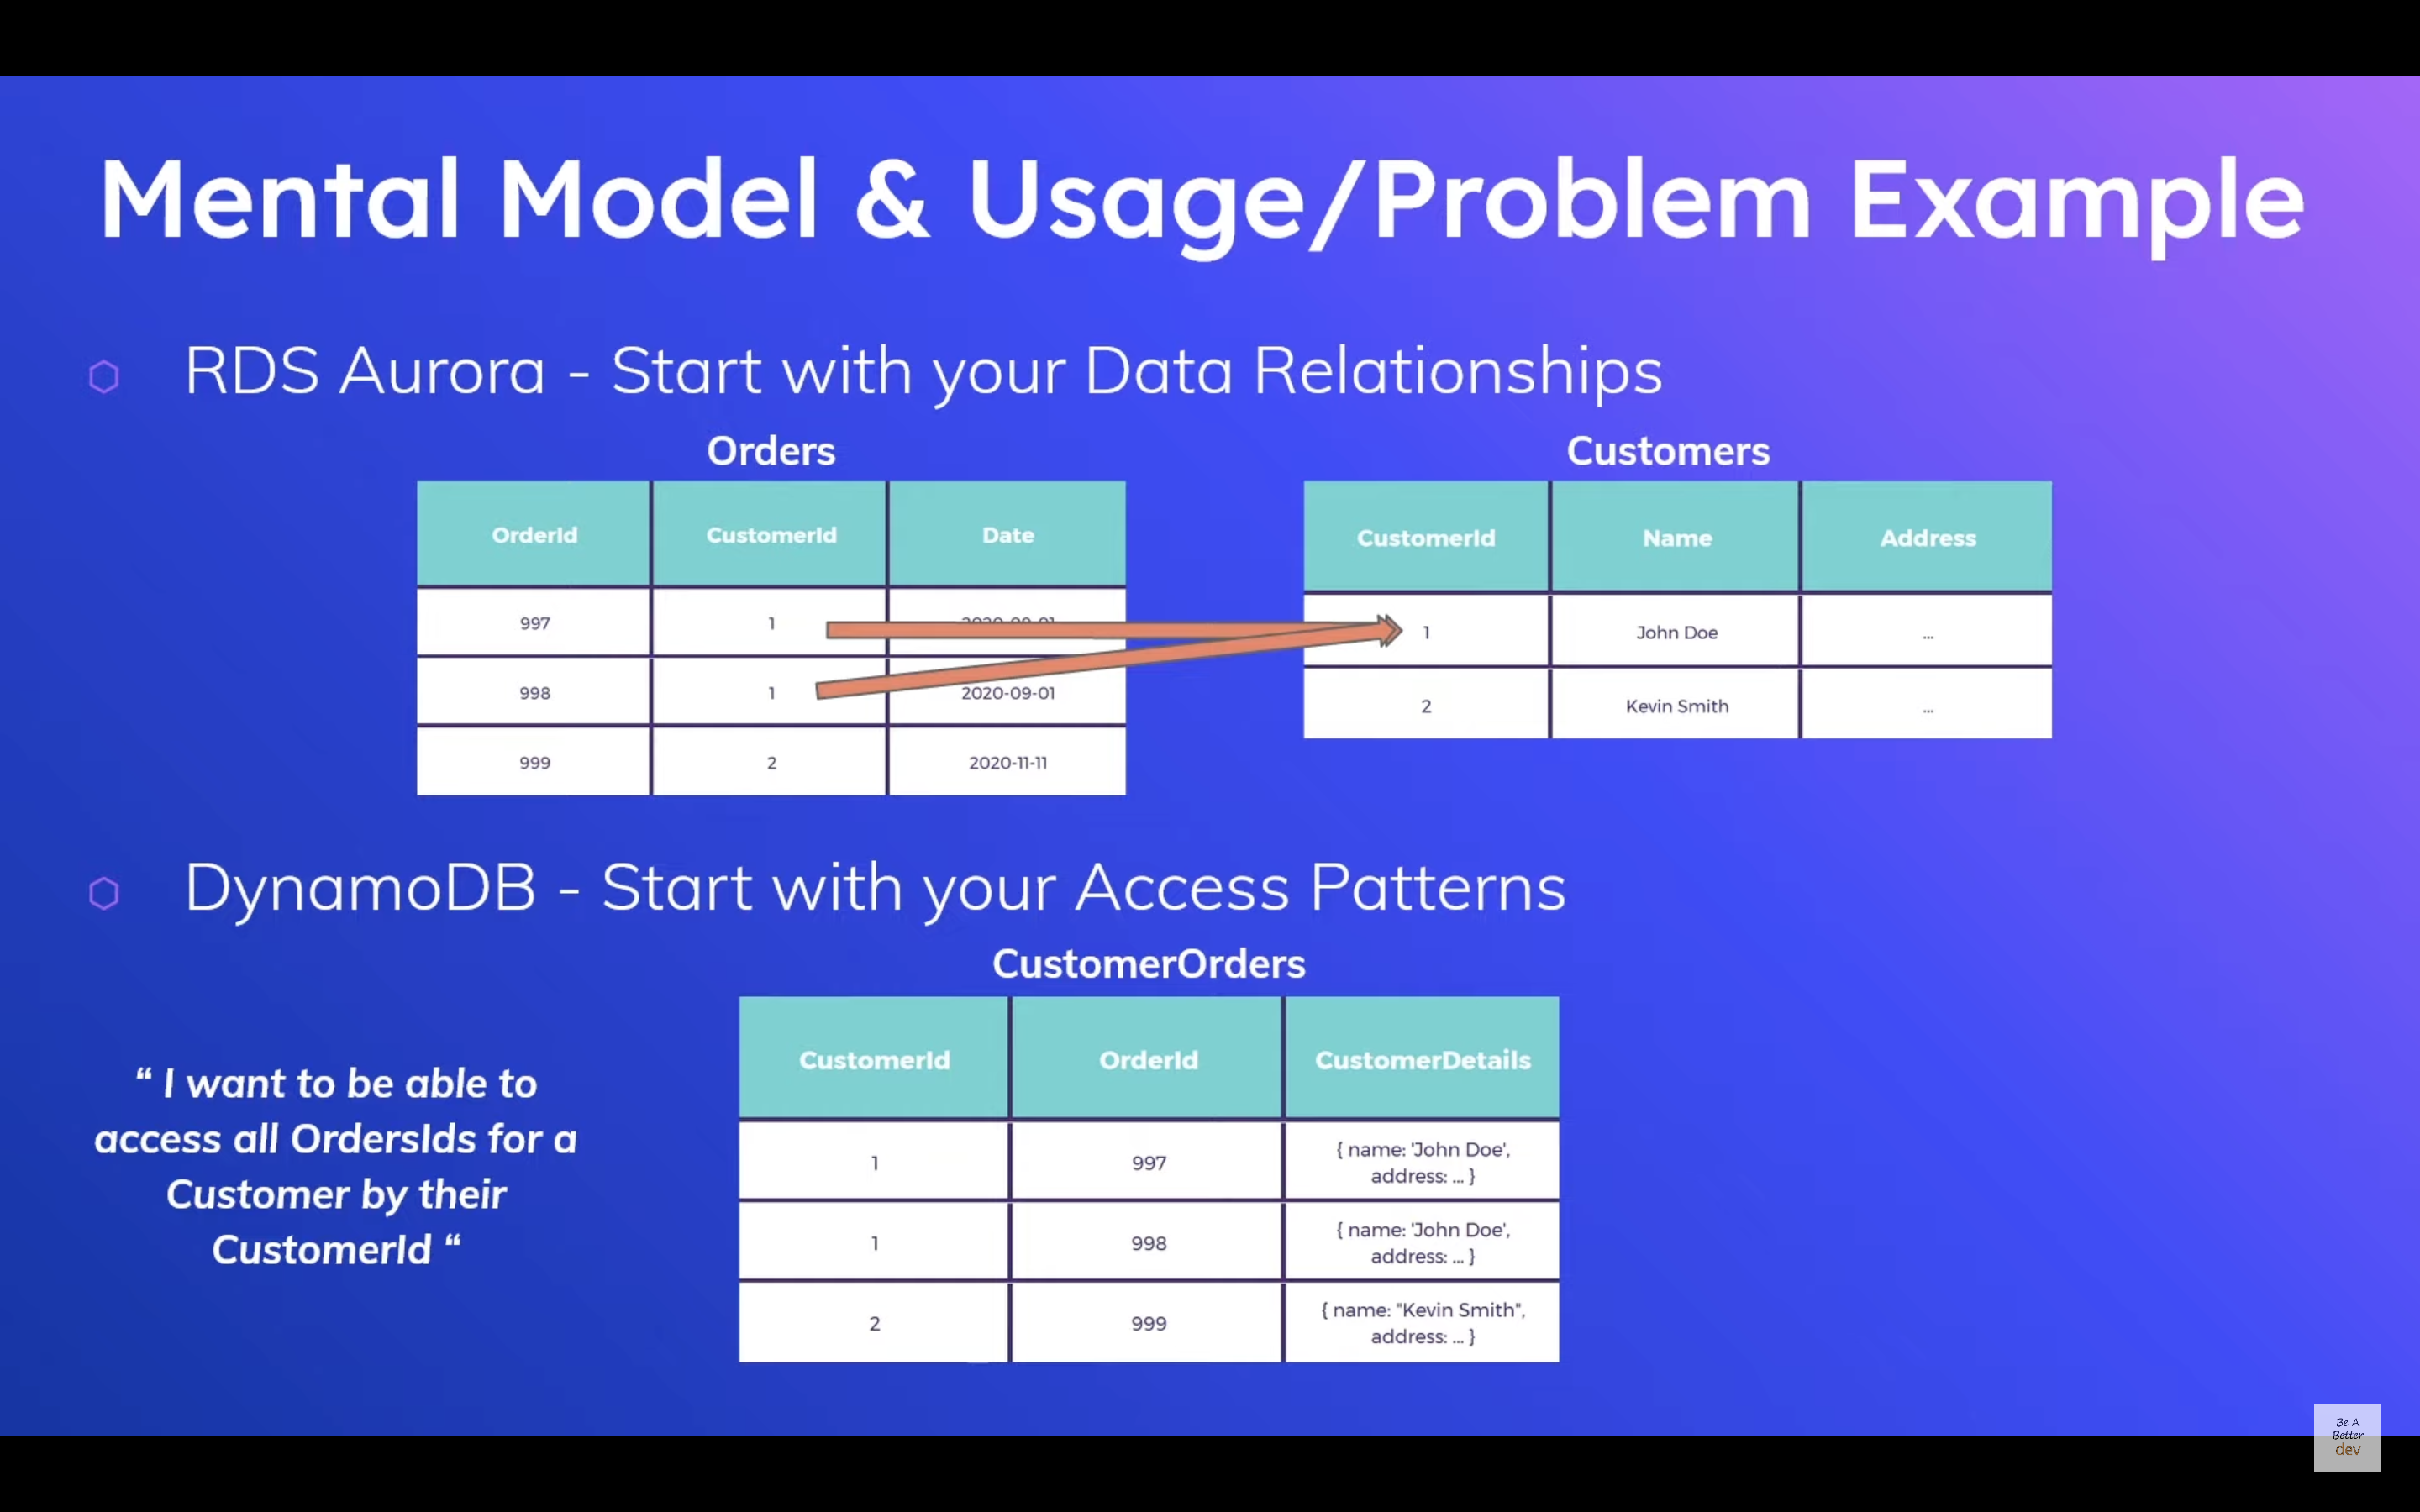 Mental Model & Usage/Problem Example
RDS Aurora - Start with your Data Relationships
Orders
OrderId CustomerId Date
997 1
998 1 2020-09-01
999 2 2020-11-11
Customers
CustomerId Name Address
1 John Doe ...
2 Kevin Smith ...
DynamoDB - Start with your Access Patterns
“ I want to be able to
access all OrdersIds for a
Customer by their
CustomerId “
CustomerOrders
CustomerId OrderId CustomerDetails
1 997 { name: 'John Doe',
address: ... }
1 998 { name: 'John Doe',
address: ... }
2 999 { name: "Kevin Smith",
address: ... }
Be A
Better
dev